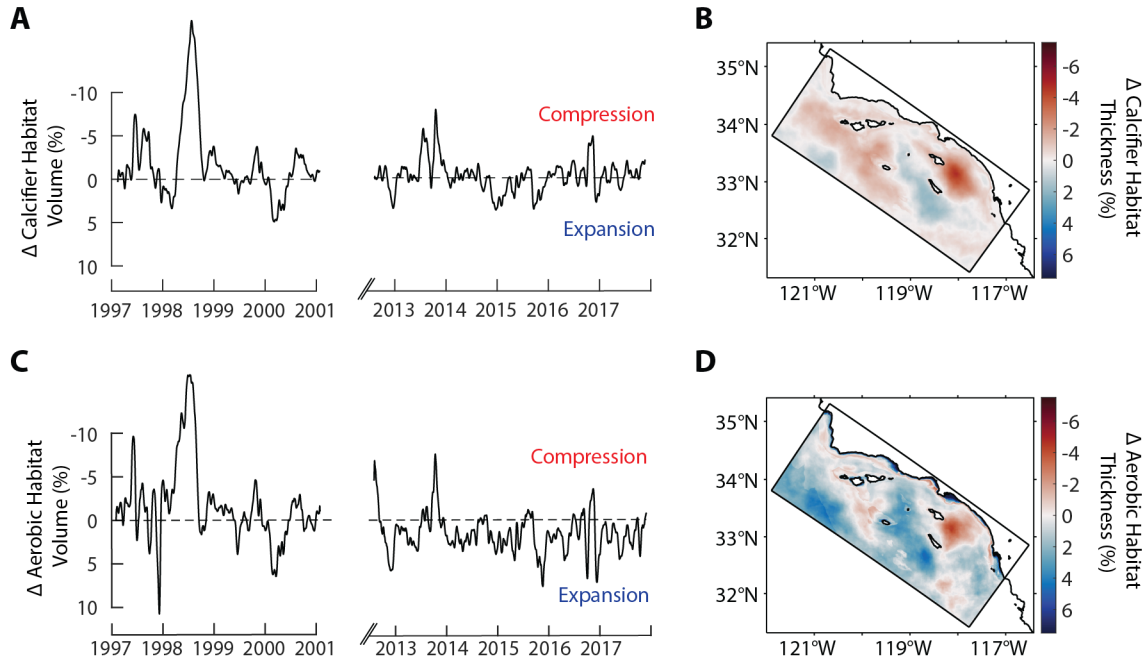 A
Δ Calcifier Habitat
Volume (%)
-10
-5
0
5
10
Compression
Expansion
1997 1998 1999 2000 2001
2013 2014 2015 2016 2017
B
35°N
34°N
33°N
32°N
121°W 119°W 117°W
-6
-4
-2
0
2
4
6
Δ Calcifier Habitat
Thickness (%)
C
Δ Aerobic Habitat
Volume (%)
-10
-5
0
5
10
Compression
Expansion
1997 1998 1999 2000 2001
2013 2014 2015 2016 2017
D
35°N
34°N
33°N
32°N
121°W 119°W 117°W
-6
-4
-2
0
2
4
6
Δ Aerobic Habitat
Thickness (%)